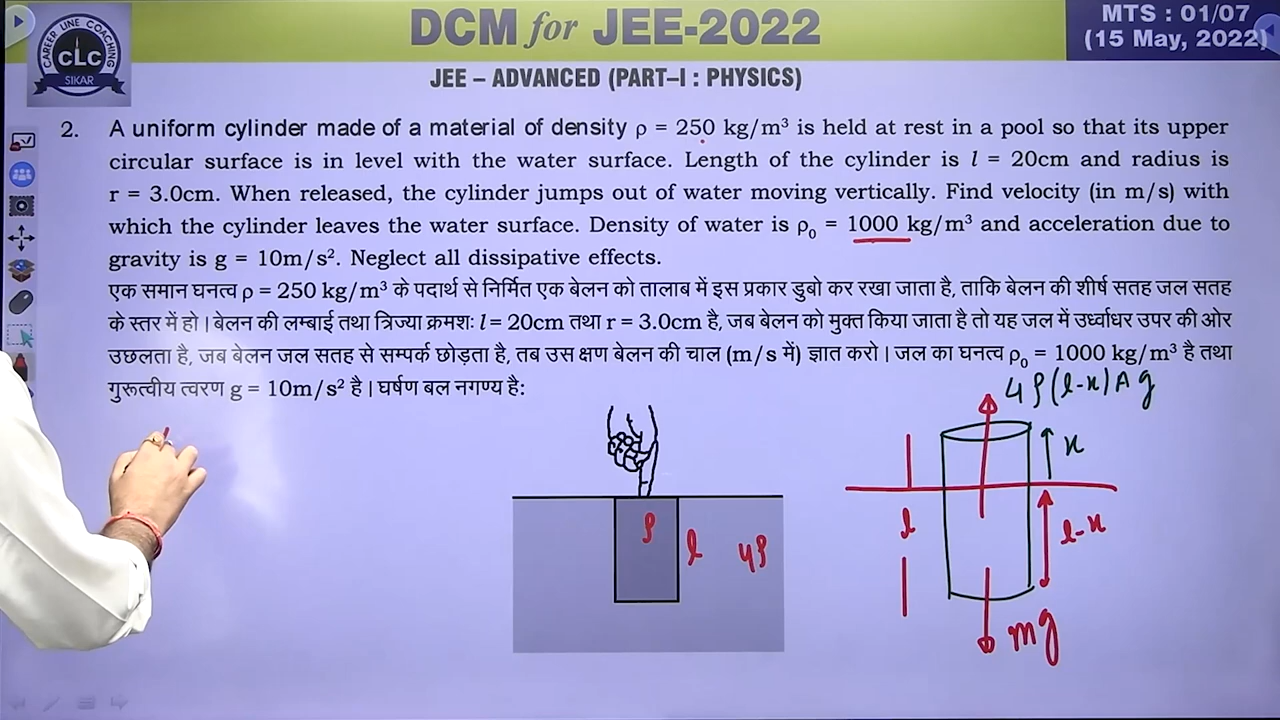 CAREER LINE COACHING
CLC
SIKAR
DCM for JEE-2022
MTS : 01/07
(15 May, 2022)
JEE – ADVANCED (PART–I : PHYSICS)
2. A uniform cylinder made of a material of density ρ = 250 kg/m³ is held at rest in a pool so that its upper
circular surface is in level with the water surface. Length of the cylinder is l = 20cm and radius is
r = 3.0cm. When released, the cylinder jumps out of water moving vertically. Find velocity (in m/s) with
which the cylinder leaves the water surface. Density of water is ρ₀ = 1000 kg/m³ and acceleration due to
gravity is g = 10m/s². Neglect all dissipative effects.
एक समान घनत्व ρ = 250 kg/m³ के पदार्थ से निर्मित एक बेलन को तालाब में इस प्रकार डुबो कर रखा जाता है, ताकि बेलन की शीर्ष सतह जल सतह
के स्तर में हो। बेलन की लम्बाई तथा त्रिज्या क्रमशः l = 20cm तथा r = 3.0cm है, जब बेलन को मुक्त किया जाता है तो यह जल में उर्ध्वाधर उपर की ओर
उछलता है, जब बेलन जल सतह से सम्पर्क छोड़ता है, तब उस क्षण बेलन की चाल (m/s में) ज्ञात करो। जल का घनत्व ρ₀ = 1000 kg/m³ है तथा
गुरूत्वीय त्वरण g = 10m/s² है। घर्षण बल नगण्य है:
4ρ(l-x)Ag
x
ρ
l
4ρ
l
l-x
mg